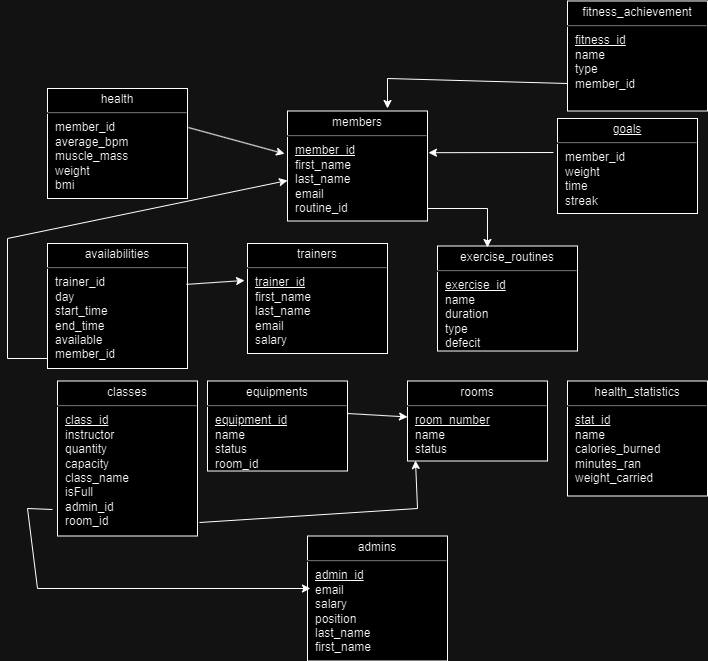 fitness_achievement
fitness_id
name
type
member_id
health
member_id
average_bpm
muscle_mass
weight
bmi
members
member_id
first_name
last_name
email
routine_id
goals
member_id
weight
time
streak
availabilities
trainer_id
day
start_time
end_time
available
member_id
trainers
trainer_id
first_name
last_name
email
salary
exercise_routines
exercise_id
name
duration
type
defecit
classes
class_id
instructor
quantity
capacity
class_name
isFull
admin_id
room_id
equipments
equipment_id
name
status
room_id
rooms
room_number
name
status
health_statistics
stat_id
name
calories_burned
minutes_ran
weight_carried
admins
admin_id
email
salary
position
last_name
first_name